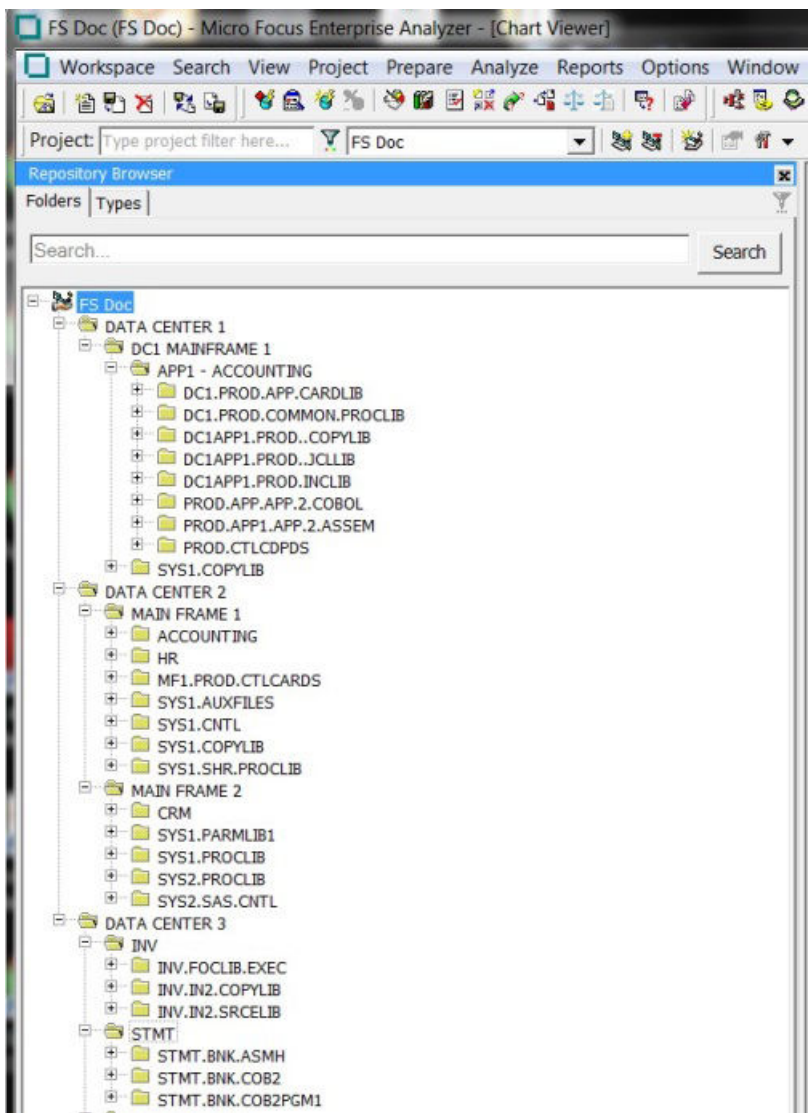 FS Doc (FS Doc) - Micro Focus Enterprise Analyzer - [Chart Viewer]
Workspace Search View Project Prepare Analyze Reports Options Window
Project: Type project filter here... FS Doc
Repository Browser
Folders Types
Search... Search
FS Doc
DATA CENTER 1
DC1 MAINFRAME 1
APP1 - ACCOUNTING
DC1.PROD.APP.CARDLIB
DC1.PROD.COMMON.PROCLIB
DC1APP1.PROD..COPYLIB
DC1APP1.PROD..JCLLIB
DC1APP1.PROD.INCLIB
PROD.APP.APP.2.COBOL
PROD.APP1.APP.2.ASSEM
PROD.CTLCDPDS
SYS1.COPYLIB
DATA CENTER 2
MAIN FRAME 1
ACCOUNTING
HR
MF1.PROD.CTLCARDS
SYS1.AUXFILES
SYS1.CNTL
SYS1.COPYLIB
SYS1.SHR.PROCLIB
MAIN FRAME 2
CRM
SYS1.PARMLIB1
SYS1.PROCLIB
SYS2.PROCLIB
SYS2.SAS.CNTL
DATA CENTER 3
INV
INV.FOCLIB.EXEC
INV.IN2.COPYLIB
INV.IN2.SRCELIB
STMT
STMT.BNK.ASMH
STMT.BNK.COB2
STMT.BNK.COB2PGM1